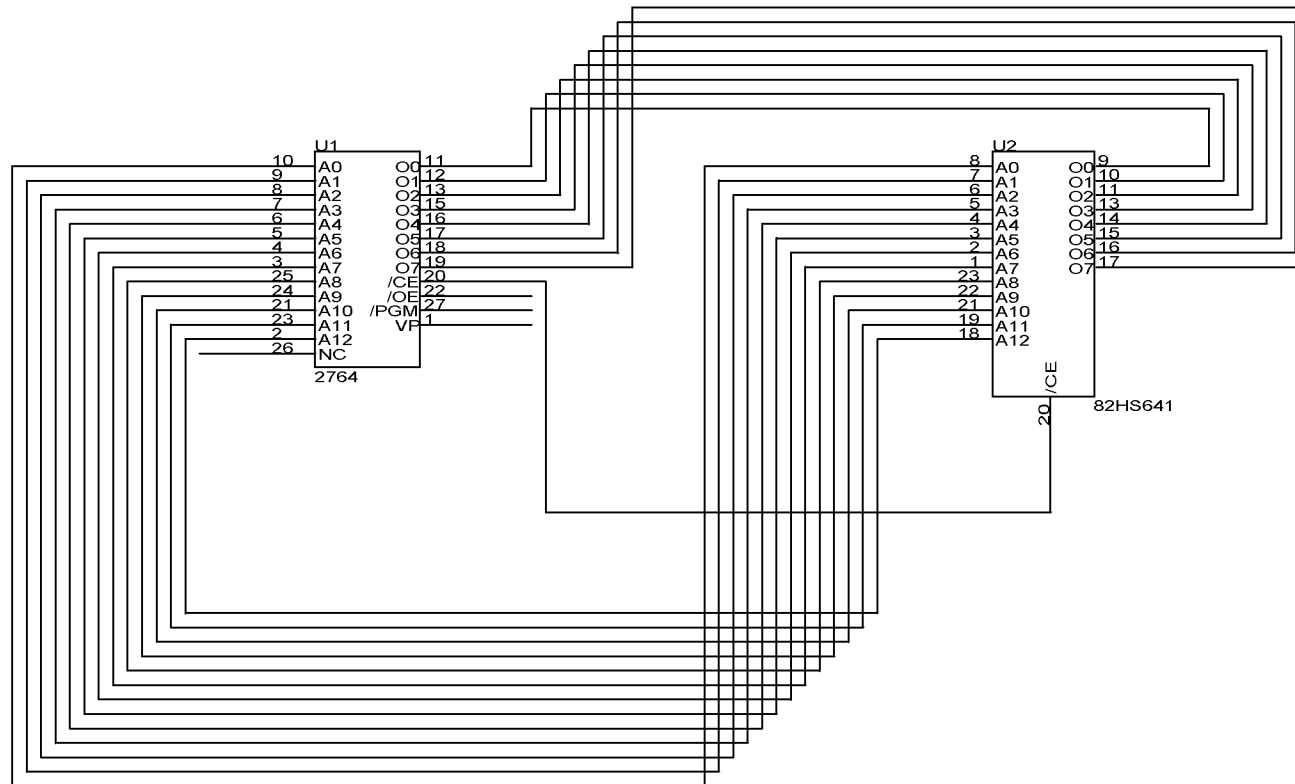 U1
10 A0 O0 11
9 A1 O1 12
8 A2 O2 13
7 A3 O3 15
6 A4 O4 16
5 A5 O5 17
4 A6 O6 18
3 A7 O7 19
25 A8 /CE 20
24 A9 /OE 22
21 A10 /PGM 27
23 A11 VP 1
2 A12
26 NC
2764
U2
8 A0 O0 9
7 A1 O1 10
6 A2 O2 11
5 A3 O3 13
4 A4 O4 14
3 A5 O5 15
2 A6 O6 16
1 A7 O7 17
23 A8
22 A9
21 A10
19 A11
18 A12
/CE
20
82HS641